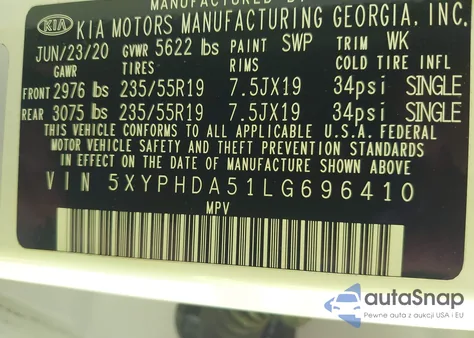 MANUFACTURED BY
KIA KIA MOTORS MANUFACTURING GEORGIA, INC.
JUN/23/20 GVWR 5622 lbs PAINT SWP TRIM WK
GAWR TIRES RIMS COLD TIRE INFL
FRONT 2976 lbs 235/55R19 7.5JX19 34psi SINGLE
REAR 3075 lbs 235/55R19 7.5JX19 34psi SINGLE
THIS VEHICLE CONFORMS TO ALL APPLICABLE U.S.A. FEDERAL
MOTOR VEHICLE SAFETY AND THEFT PREVENTION STANDARDS
IN EFFECT ON THE DATE OF MANUFACTURE SHOWN ABOVE
VIN 5XYPHDA51LG696410
MPV
autaSnap
Pewne auta z aukcji USA i EU